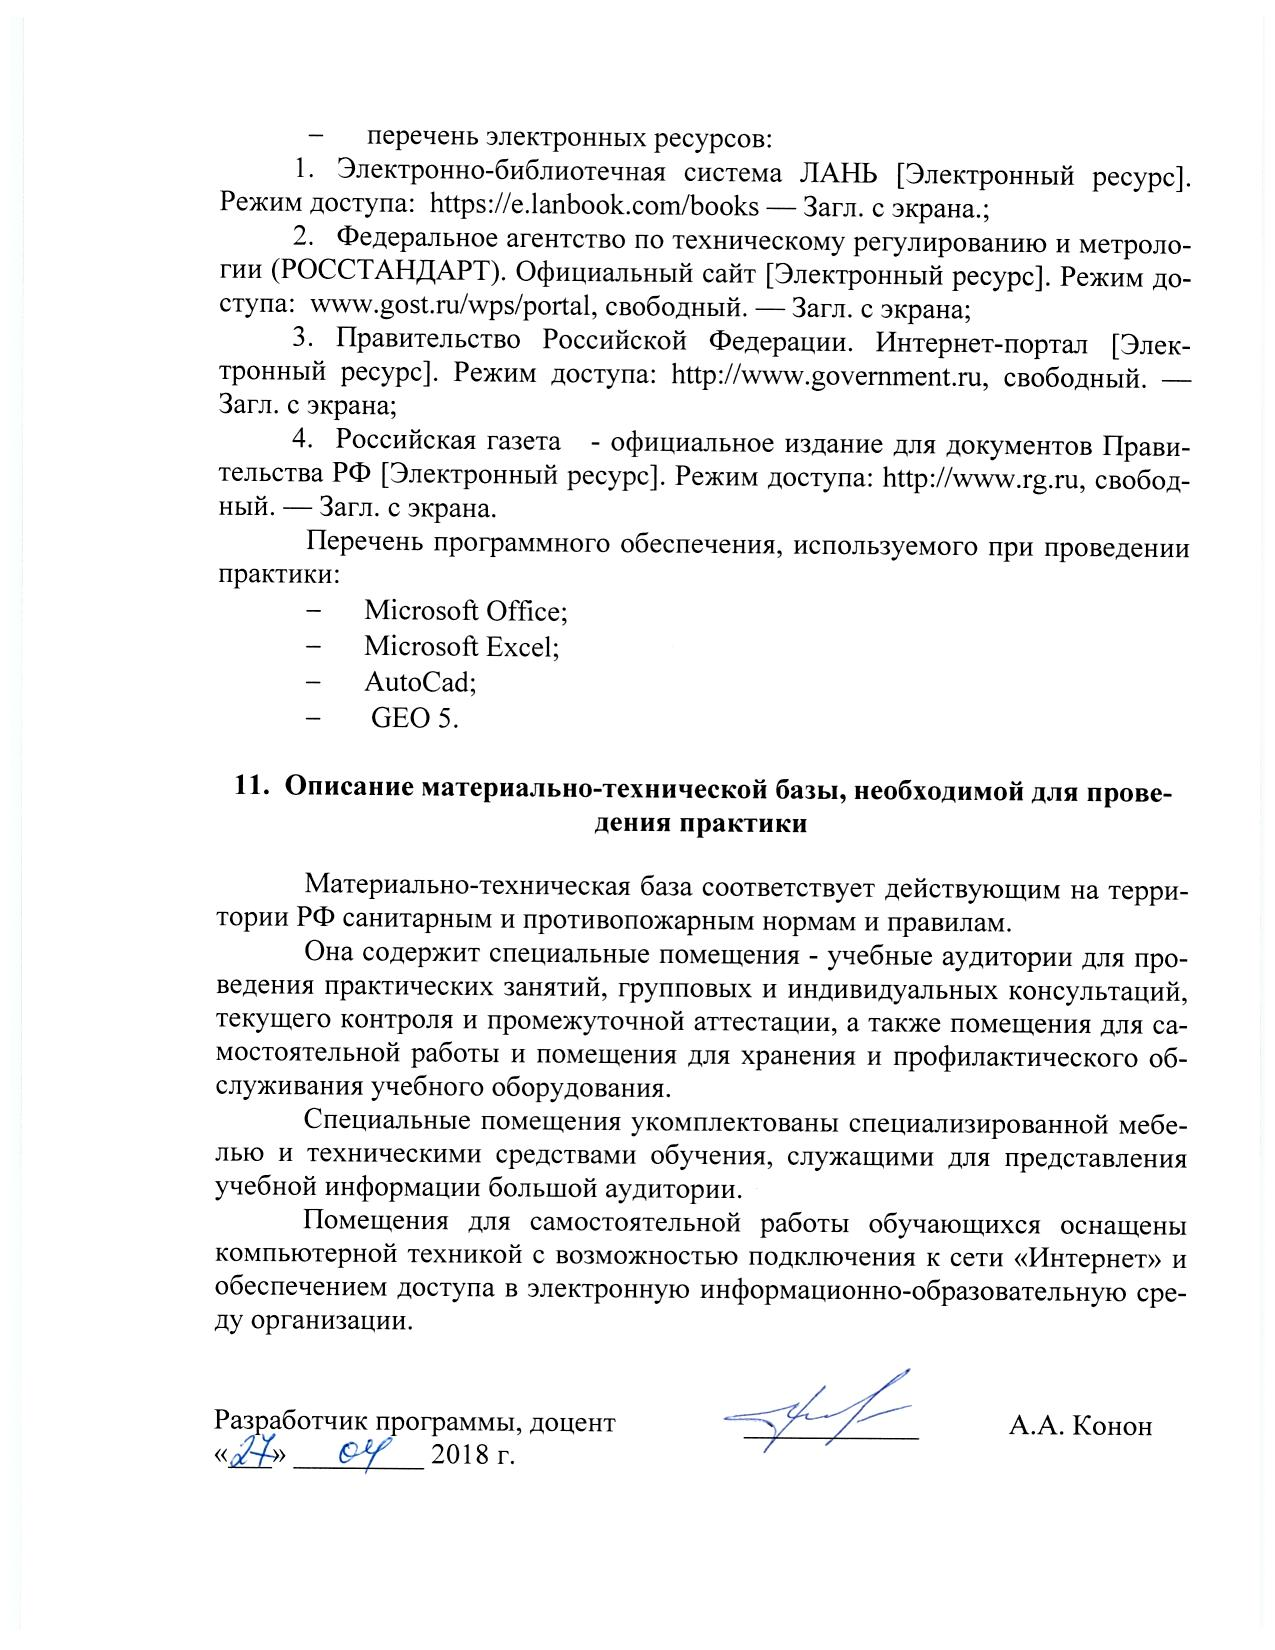 – перечень электронных ресурсов:
1. Электронно-библиотечная система ЛАНЬ [Электронный ресурс].
Режим доступа: https://e.lanbook.com/books — Загл. с экрана.;
2. Федеральное агентство по техническому регулированию и метроло-
гии (РОССТАНДАРТ). Официальный сайт [Электронный ресурс]. Режим до-
ступа: www.gost.ru/wps/portal, свободный. — Загл. с экрана;
3. Правительство Российской Федерации. Интернет-портал [Элек-
тронный ресурс]. Режим доступа: http://www.government.ru, свободный. —
Загл. с экрана;
4. Российская газета - официальное издание для документов Прави-
тельства РФ [Электронный ресурс]. Режим доступа: http://www.rg.ru, свобод-
ный. — Загл. с экрана.
Перечень программного обеспечения, используемого при проведении
практики:
– Microsoft Office;
– Microsoft Excel;
– AutoCad;
– GEO 5.
11. Описание материально-технической базы, необходимой для прове-
дения практики
Материально-техническая база соответствует действующим на терри-
тории РФ санитарным и противопожарным нормам и правилам.
Она содержит специальные помещения - учебные аудитории для про-
ведения практических занятий, групповых и индивидуальных консультаций,
текущего контроля и промежуточной аттестации, а также помещения для са-
мостоятельной работы и помещения для хранения и профилактического об-
служивания учебного оборудования.
Специальные помещения укомплектованы специализированной мебе-
лью и техническими средствами обучения, служащими для представления
учебной информации большой аудитории.
Помещения для самостоятельной работы обучающихся оснащены
компьютерной техникой с возможностью подключения к сети «Интернет» и
обеспечением доступа в электронную информационно-образовательную сре-
ду организации.
Разработчик программы, доцент А.А. Конон
«27» 04 2018 г.